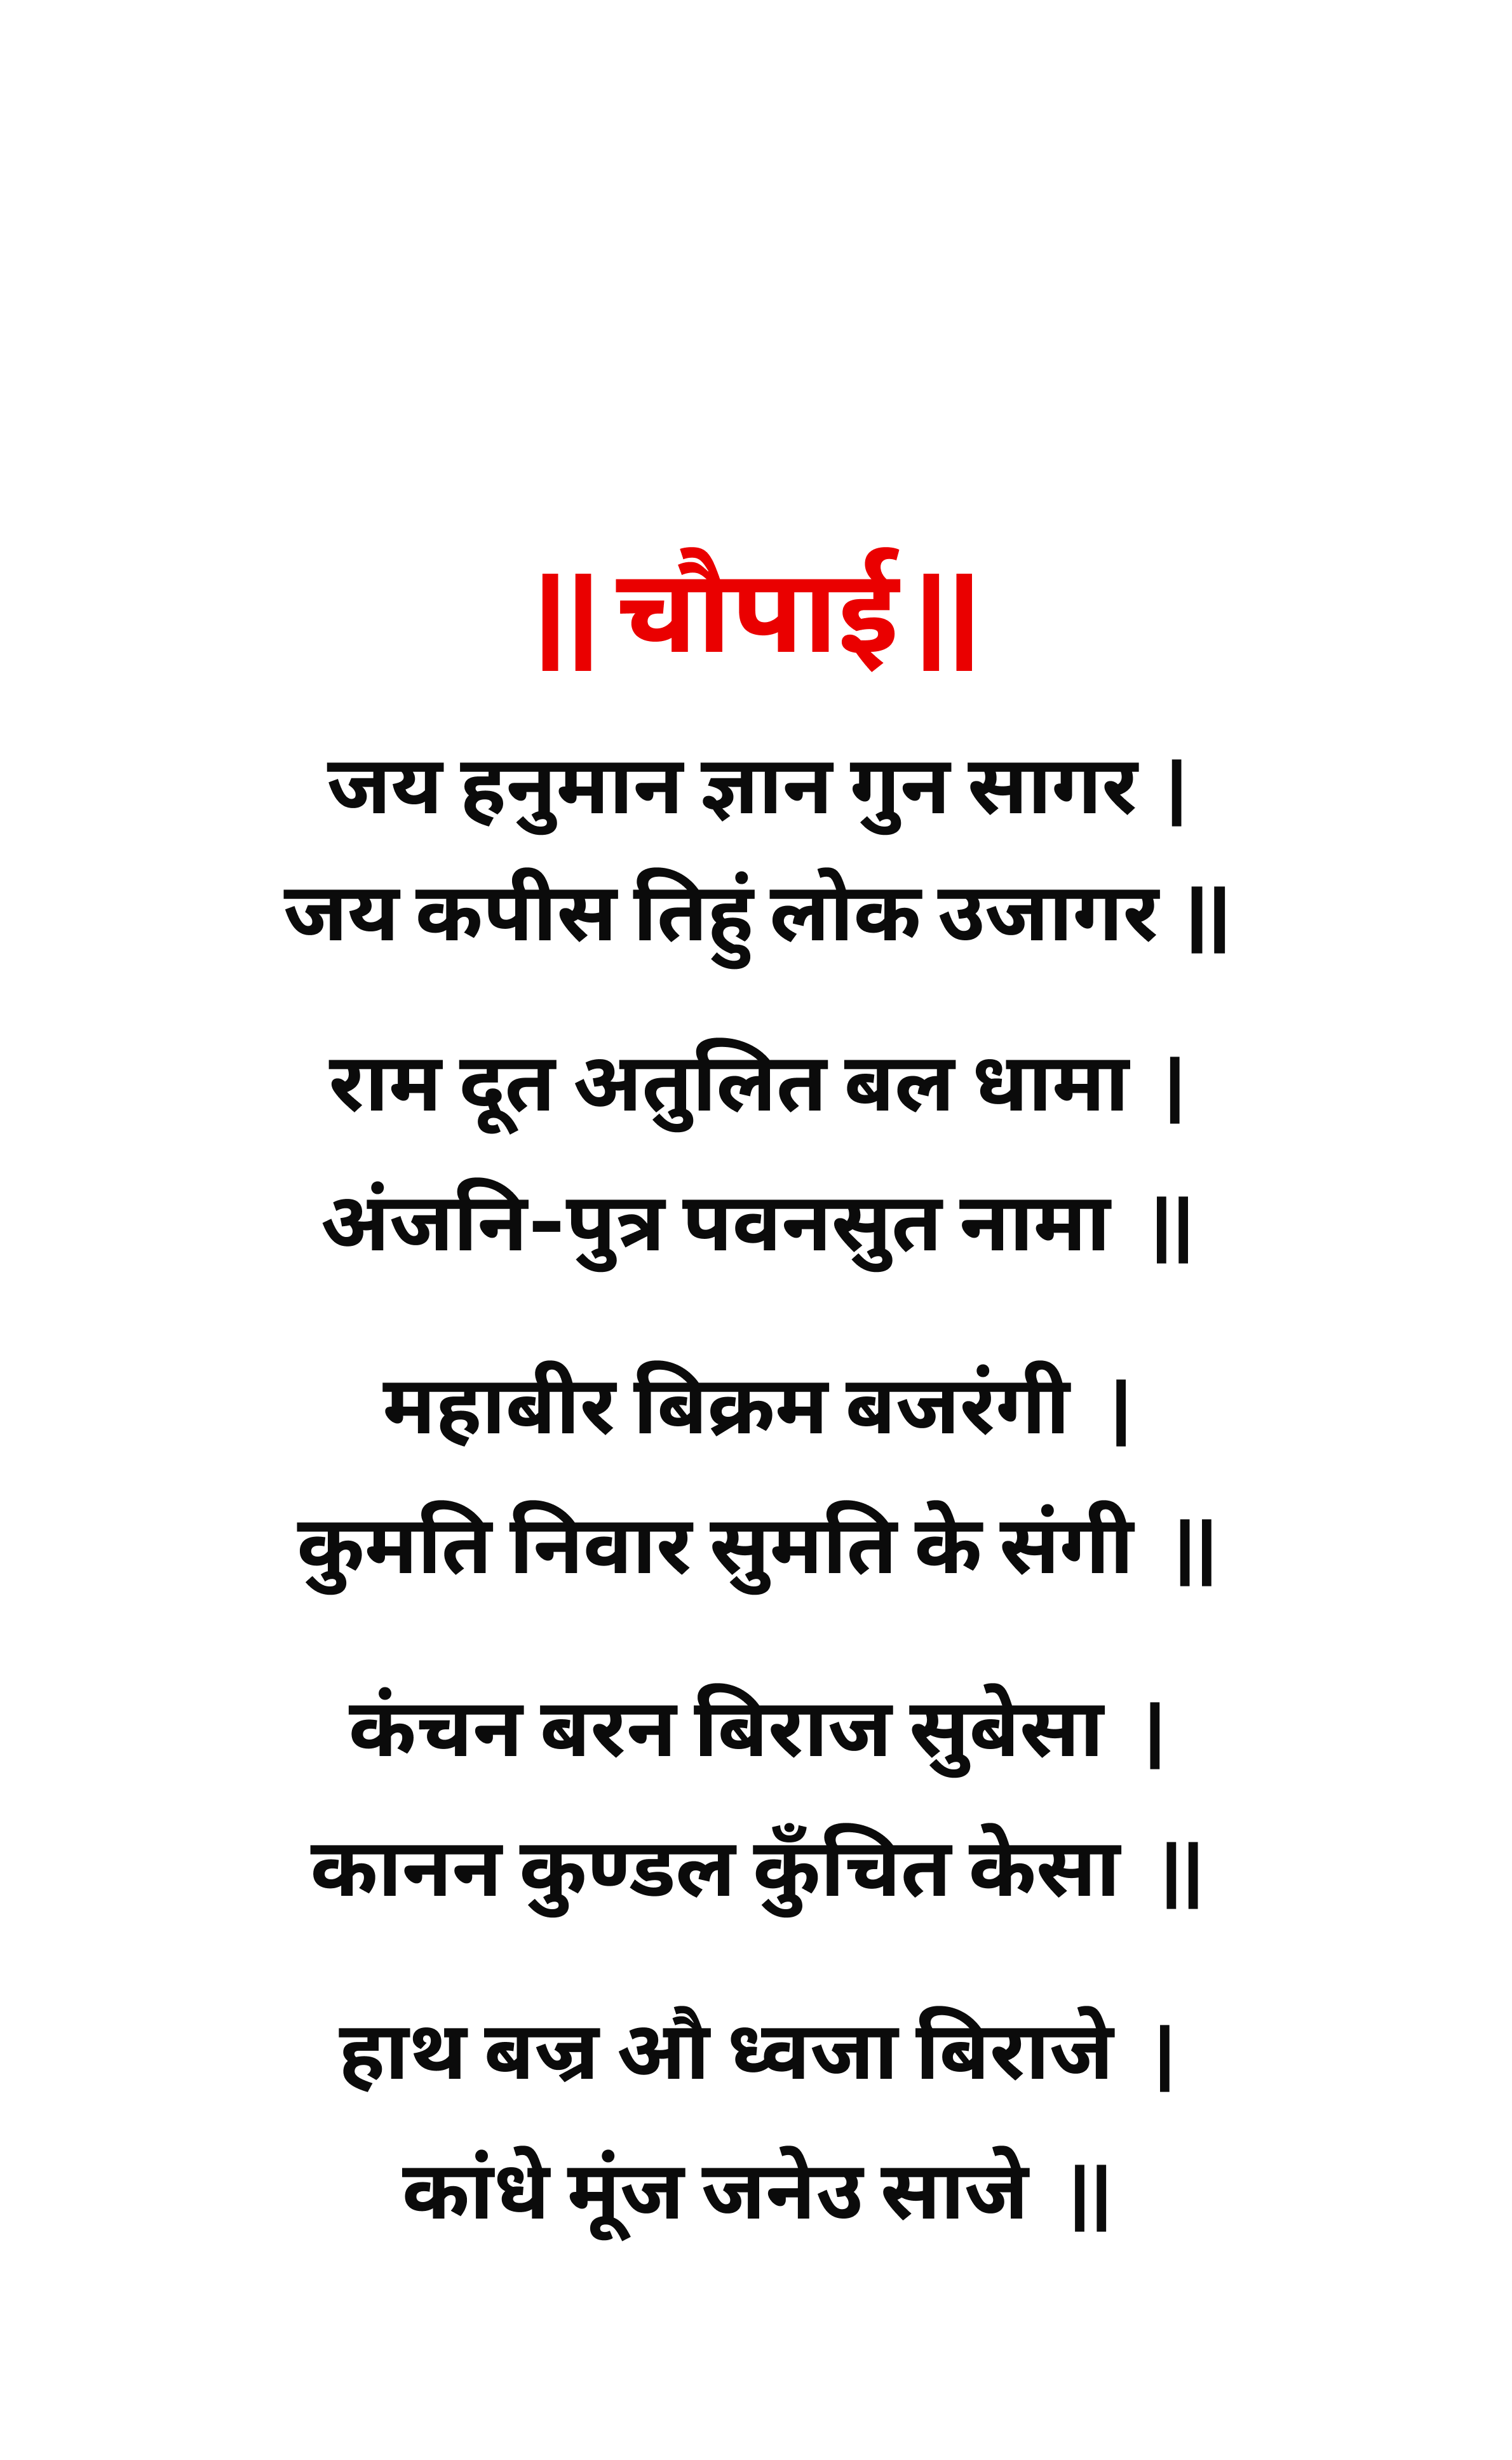 || चौपाई ||
जय हनुमान ज्ञान गुन सागर |
जय कपीस तिहुं लोक उजागर ||
राम दूत अतुलित बल धामा |
अंजनि-पुत्र पवनसुत नामा ||
महाबीर बिक्रम बजरंगी |
कुमति निवार सुमति के संगी ||
कंचन बरन बिराज सुबेसा |
कानन कुण्डल कुँचित केसा ||
हाथ बज्र औ ध्वजा बिराजे |
कांधे मूंज जनेउ साजे ||